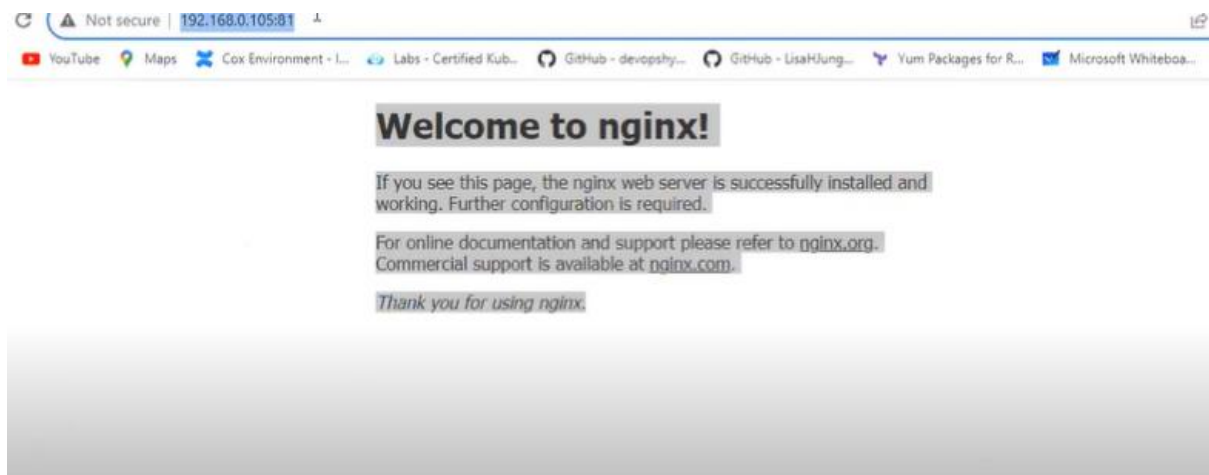 Not secure | 192.168.0.105:81
YouTube Maps Cox Environment - L... Labs - Certified Kub... GitHub - devopshy... GitHub - LisaHJung... Yum Packages for R... Microsoft Whiteboa...
Welcome to nginx!
If you see this page, the nginx web server is successfully installed and
working. Further configuration is required.
For online documentation and support please refer to nginx.org.
Commercial support is available at nginx.com.
Thank you for using nginx.